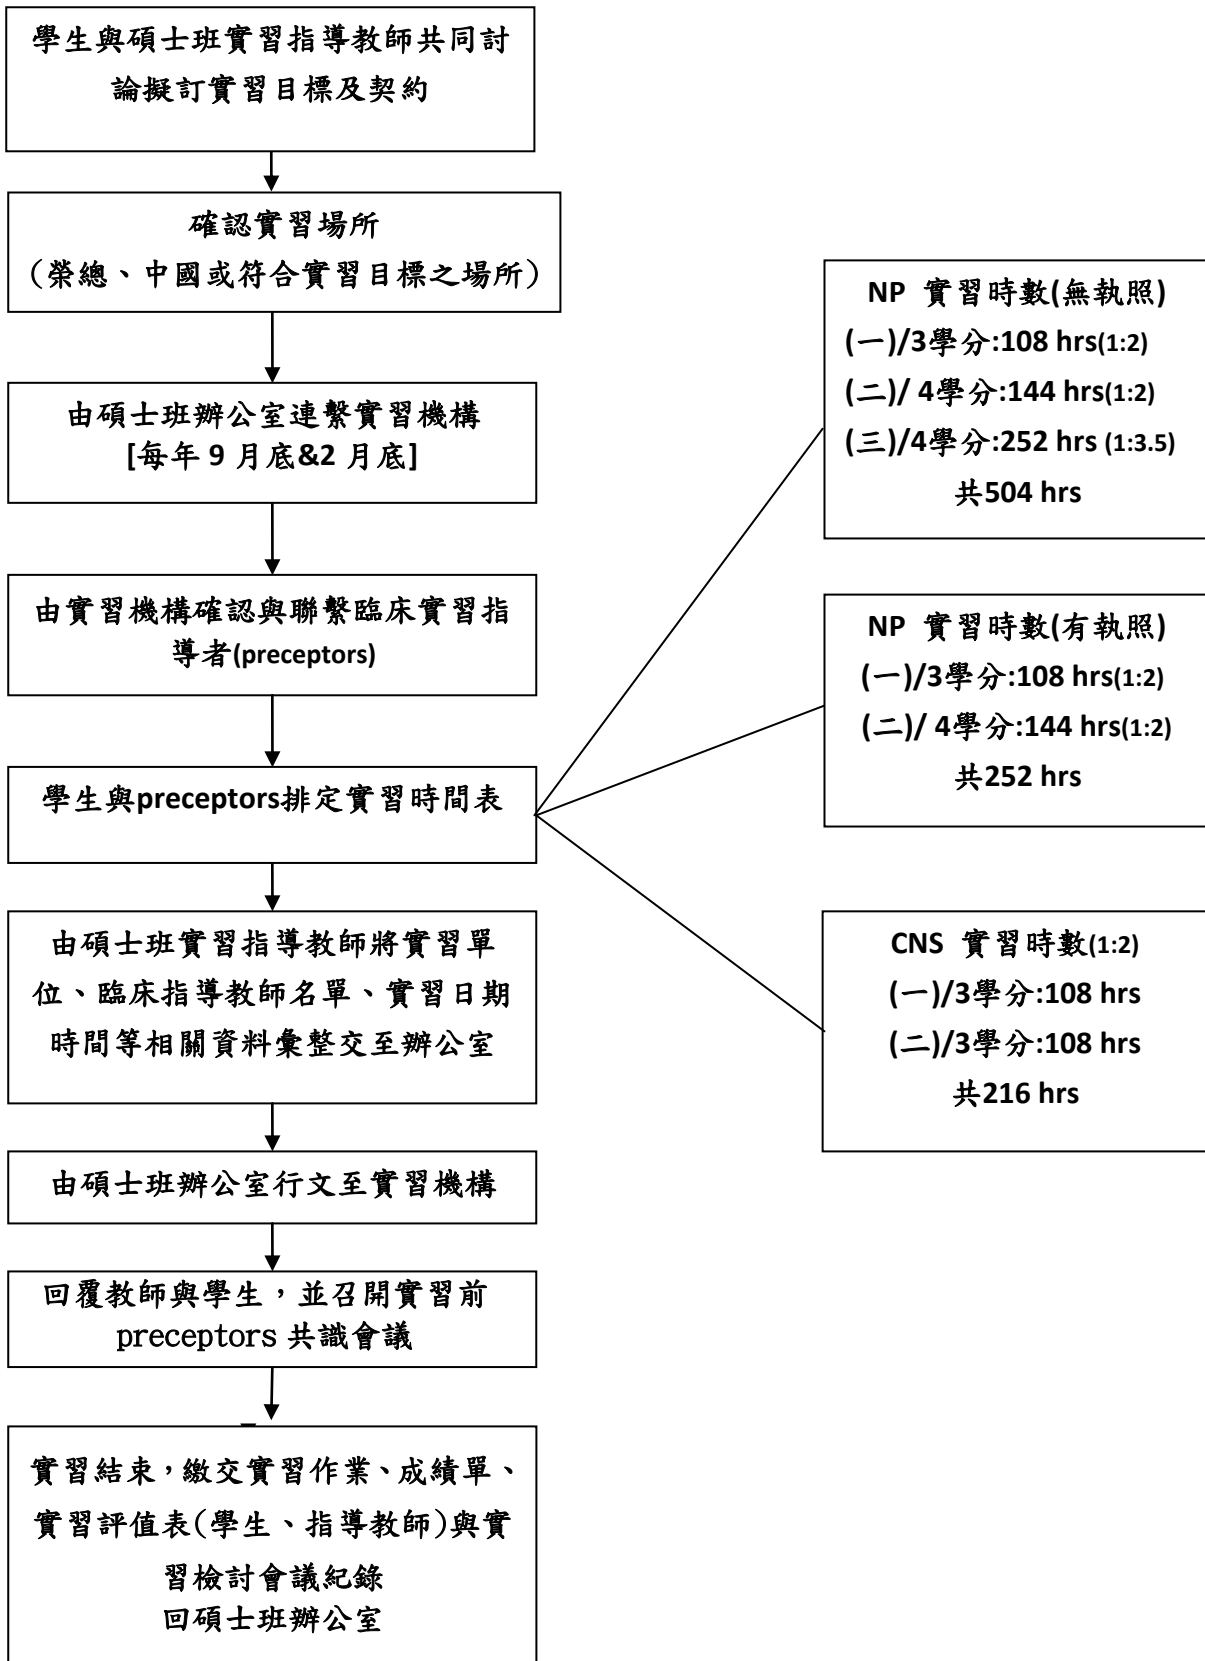 學生與碩士班實習指導教師共同討
論擬訂實習目標及契約
確認實習場所
(榮總、中國或符合實習目標之場所)
由碩士班辦公室連繫實習機構
[每年 9 月底&2 月底]
由實習機構確認與聯繫臨床實習指
導者(preceptors)
學生與preceptors排定實習時間表
由碩士班實習指導教師將實習單
位、臨床指導教師名單、實習日期
時間等相關資料彙整交至辦公室
由碩士班辦公室行文至實習機構
回覆教師與學生，並召開實習前
preceptors 共識會議
實習結束，繳交實習作業、成績單、
實習評值表(學生、指導教師)與實
習檢討會議紀錄
回碩士班辦公室
NP 實習時數(無執照)
(一)/3學分:108 hrs(1:2)
(二)/ 4學分:144 hrs(1:2)
(三)/4學分:252 hrs (1:3.5)
共504 hrs
NP 實習時數(有執照)
(一)/3學分:108 hrs(1:2)
(二)/ 4學分:144 hrs(1:2)
共252 hrs
CNS 實習時數(1:2)
(一)/3學分:108 hrs
(二)/3學分:108 hrs
共216 hrs